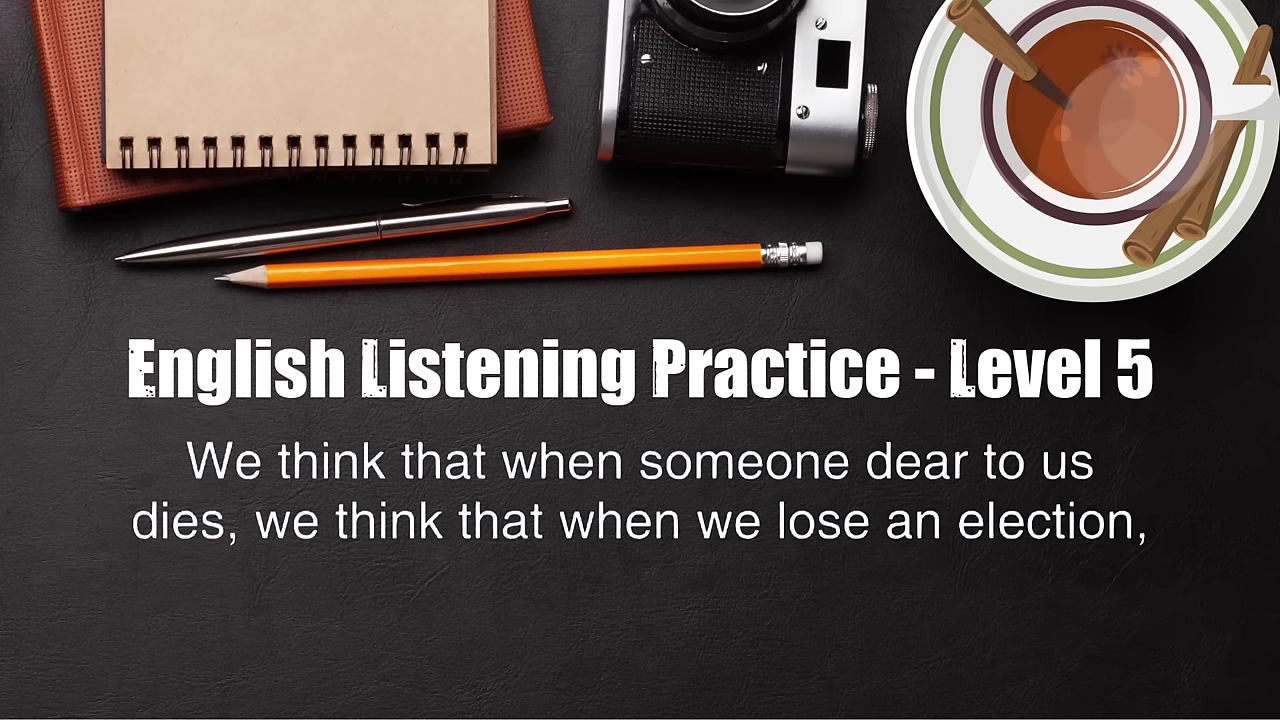 English Listening Practice - Level 5
We think that when someone dear to us
dies, we think that when we lose an election,